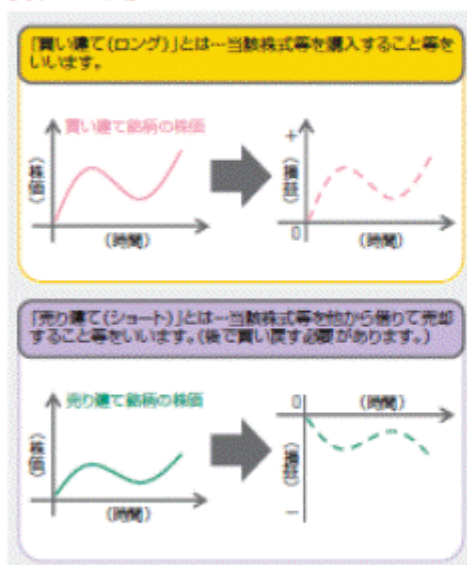 「買い建て(ロング)」とは…当該株式等を購入すること等を
いいます。
買い建て銘柄の株価
(株価)
(時間)
+
(損益)
0
(時間)
「売り建て(ショート)」とは…当該株式等を他から借りて売却
すること等をいいます。(後で買い戻す必要があります。)
売り建て銘柄の株価
(株価)
(時間)
0
(時間)
(損益)
−